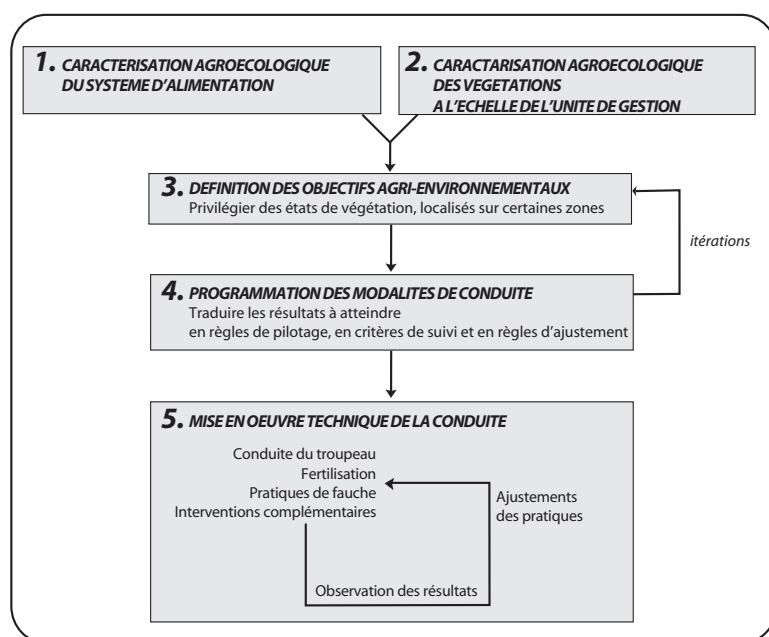 1. CARACTERISATION AGROECOLOGIQUE
DU SYSTEME D'ALIMENTATION
2. CARACTARISATION AGROECOLOGIQUE
DES VEGETATIONS
A L'ECHELLE DE L'UNITE DE GESTION
3. DEFINITION DES OBJECTIFS AGRI-ENVIRONNEMENTAUX
Privilégier des états de végétation, localisés sur certaines zones
itérations
4. PROGRAMMATION DES MODALITES DE CONDUITE
Traduire les résultats à atteindre
en règles de pilotage, en critères de suivi et en règles d'ajustement
5. MISE EN OEUVRE TECHNIQUE DE LA CONDUITE
Conduite du troupeau
Fertilisation
Pratiques de fauche
Interventions complémentaires
Ajustements
des pratiques
Observation des résultats